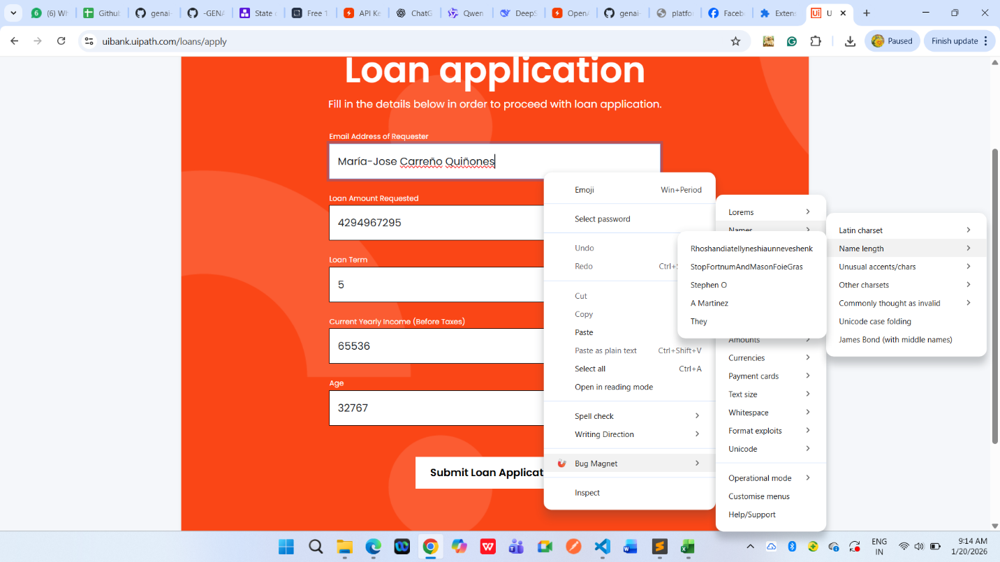 6 (6) Wh
Github
genai-
-GENA
State o
Free 1
API Ke
ChatG
Qwen
DeepS
OpenA
genai-
platfo
Faceb
Extens
Ui U
uibank.uipath.com/loans/apply
Paused
Finish update
Loan application
Fill in the details below in order to proceed with loan application.
Email Address of Requester
María-Jose Carreño Quiñones
Loan Amount Requested
4294967295
Loan Term
5
Current Yearly Income (Before Taxes)
65536
Age
32767
Submit Loan Applicat
Emoji Win+Period
Select password
Undo
Redo Ctrl+S
Cut
Copy
Paste
Paste as plain text Ctrl+Shift+V
Select all Ctrl+A
Open in reading mode
Spell check
Writing Direction
Bug Magnet
Inspect
Lorems
Names
Amounts
Currencies
Payment cards
Text size
Whitespace
Format exploits
Unicode
Operational mode
Customise menus
Help/Support
Rhoshandiatellyneshiaunneveshenk
StopFortnumAndMasonFoieGras
Stephen O
A Martinez
They
Latin charset
Name length
Unusual accents/chars
Other charsets
Commonly thought as invalid
Unicode case folding
James Bond (with middle names)
ENG
IN
9:14 AM
1/20/2026